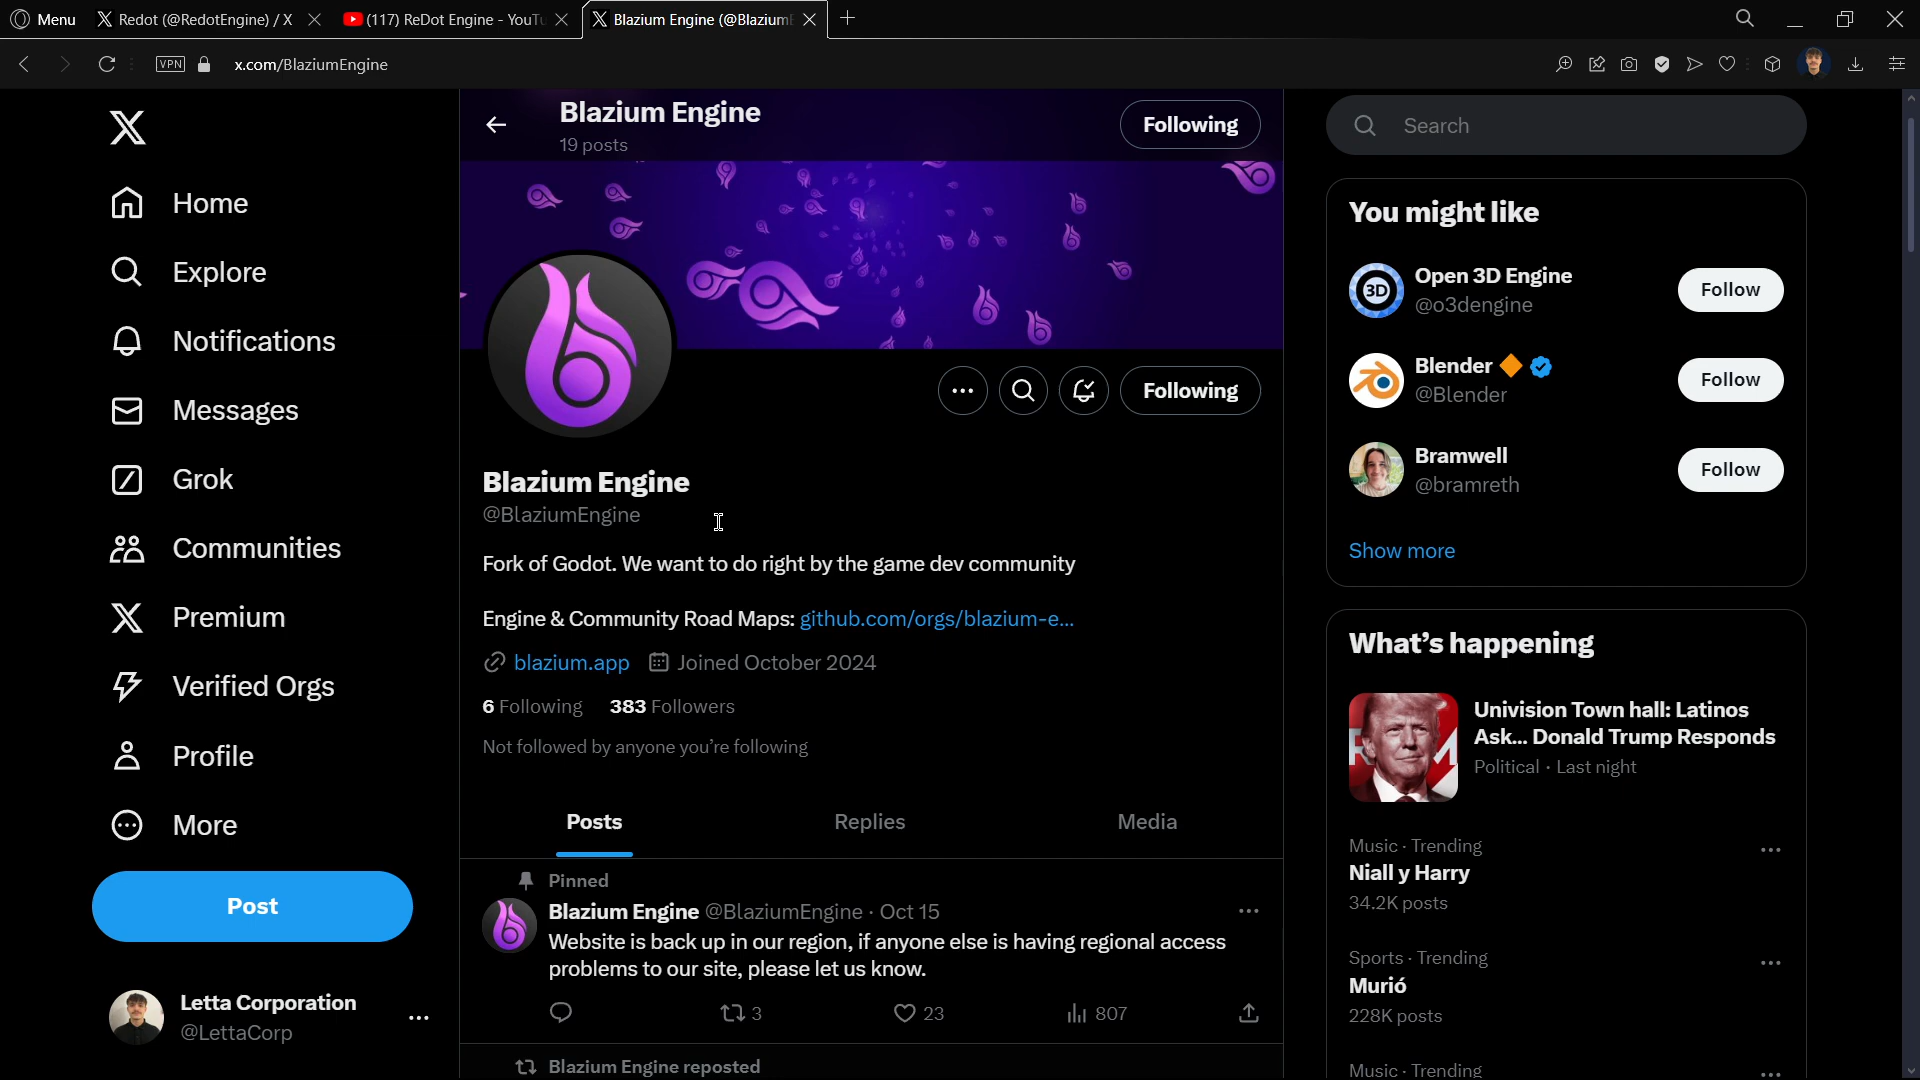 Menu
Redot (@RedotEngine) / X
(117) ReDot Engine - YouTu
Blazium Engine (@BlaziumE
VPN
x.com/BlaziumEngine
Home
Explore
Notifications
Messages
Grok
Communities
Premium
Verified Orgs
Profile
More
Post
Letta Corporation
@LettaCorp
Blazium Engine
19 posts
Following
Following
Blazium Engine
@BlaziumEngine
Fork of Godot. We want to do right by the game dev community
Engine & Community Road Maps: github.com/orgs/blazium-e...
blazium.app Joined October 2024
6 Following 383 Followers
Not followed by anyone you're following
Posts
Replies
Media
Pinned
Blazium Engine @BlaziumEngine · Oct 15
Website is back up in our region, if anyone else is having regional access
problems to our site, please let us know.
3
23
807
Blazium Engine reposted
Search
You might like
3D
Open 3D Engine
@o3dengine
Follow
Blender
@Blender
Follow
Bramwell
@bramreth
Follow
Show more
What's happening
Univision Town hall: Latinos
Ask... Donald Trump Responds
Political · Last night
Music · Trending
Niall y Harry
34.2K posts
Sports · Trending
Murió
228K posts
Music · Trending